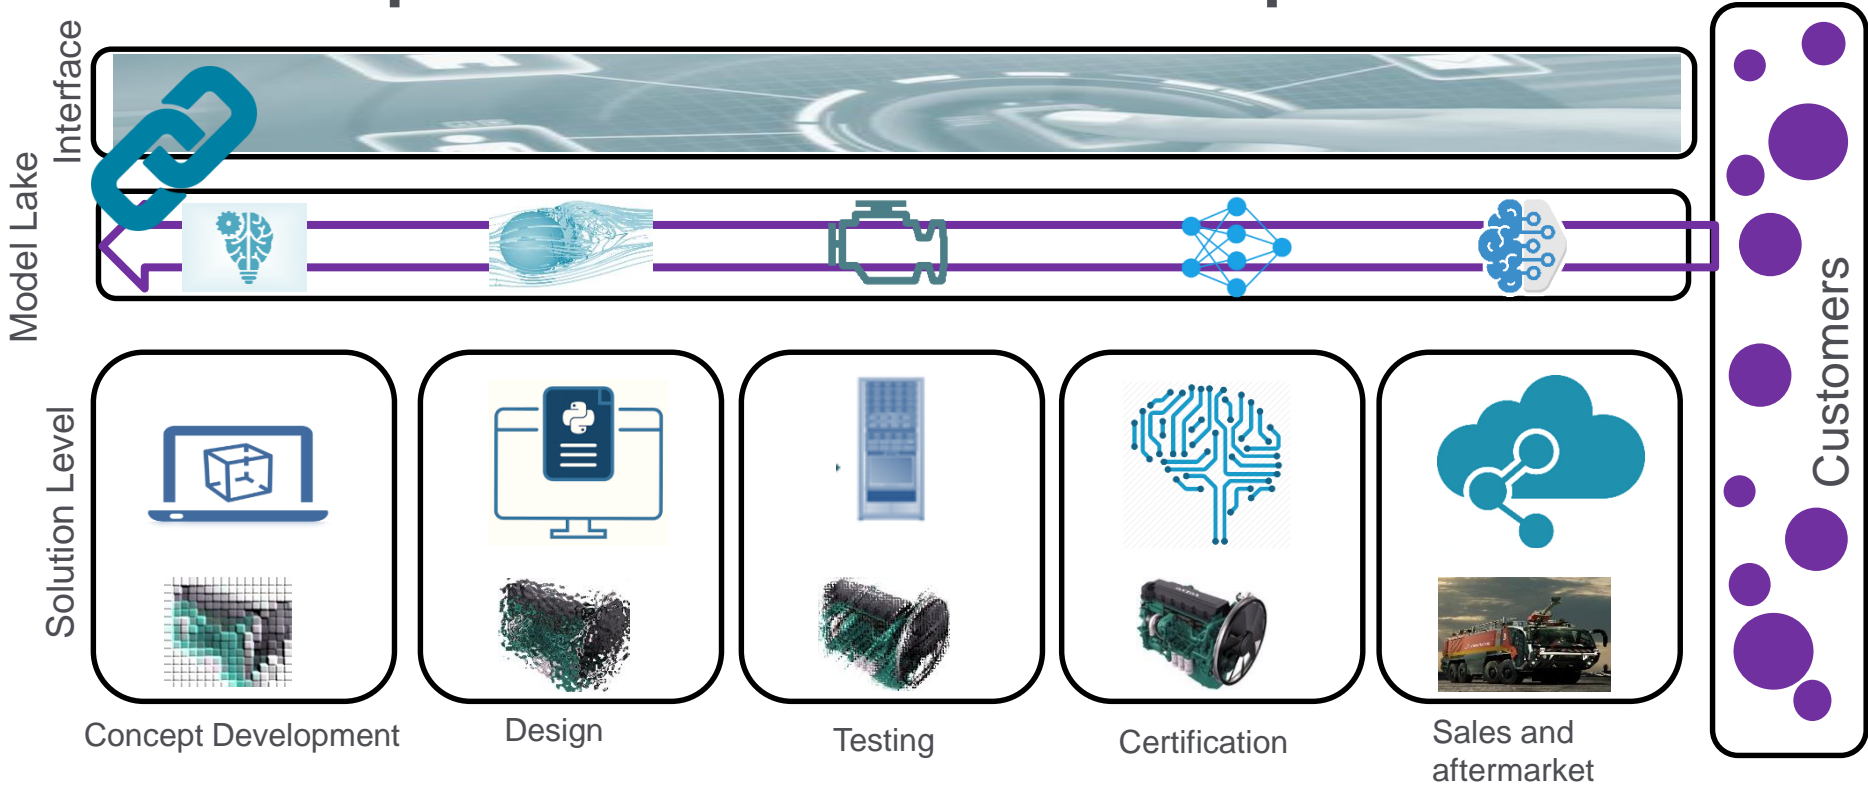 Interface
Model Lake
Customers
Solution Level
Concept Development
Design
Testing
Certification
Sales and
aftermarket